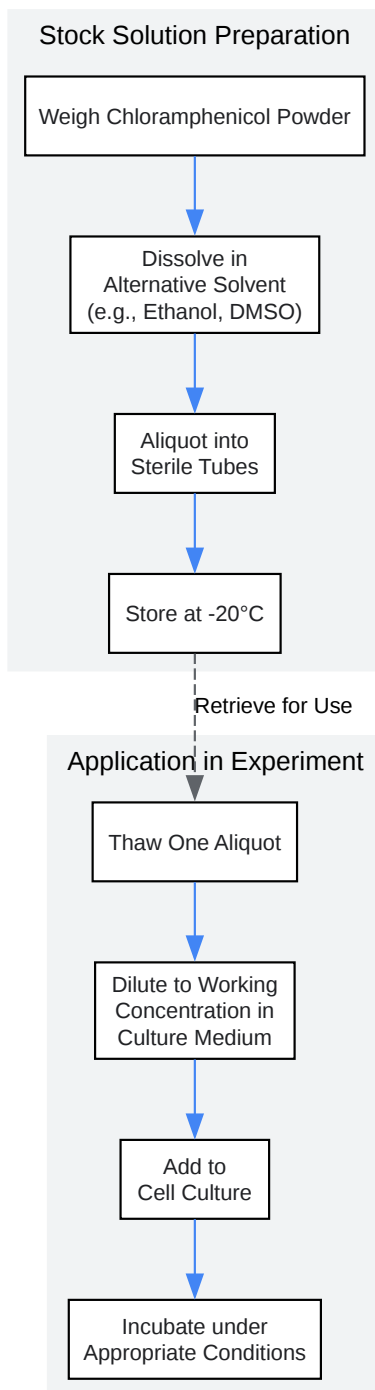 Stock Solution Preparation
Weigh Chloramphenicol Powder
Dissolve in
Alternative Solvent
(e.g., Ethanol, DMSO)
Aliquot into
Sterile Tubes
Store at -20°C
Retrieve for Use
Application in Experiment
Thaw One Aliquot
Dilute to Working
Concentration in
Culture Medium
Add to
Cell Culture
Incubate under
Appropriate Conditions